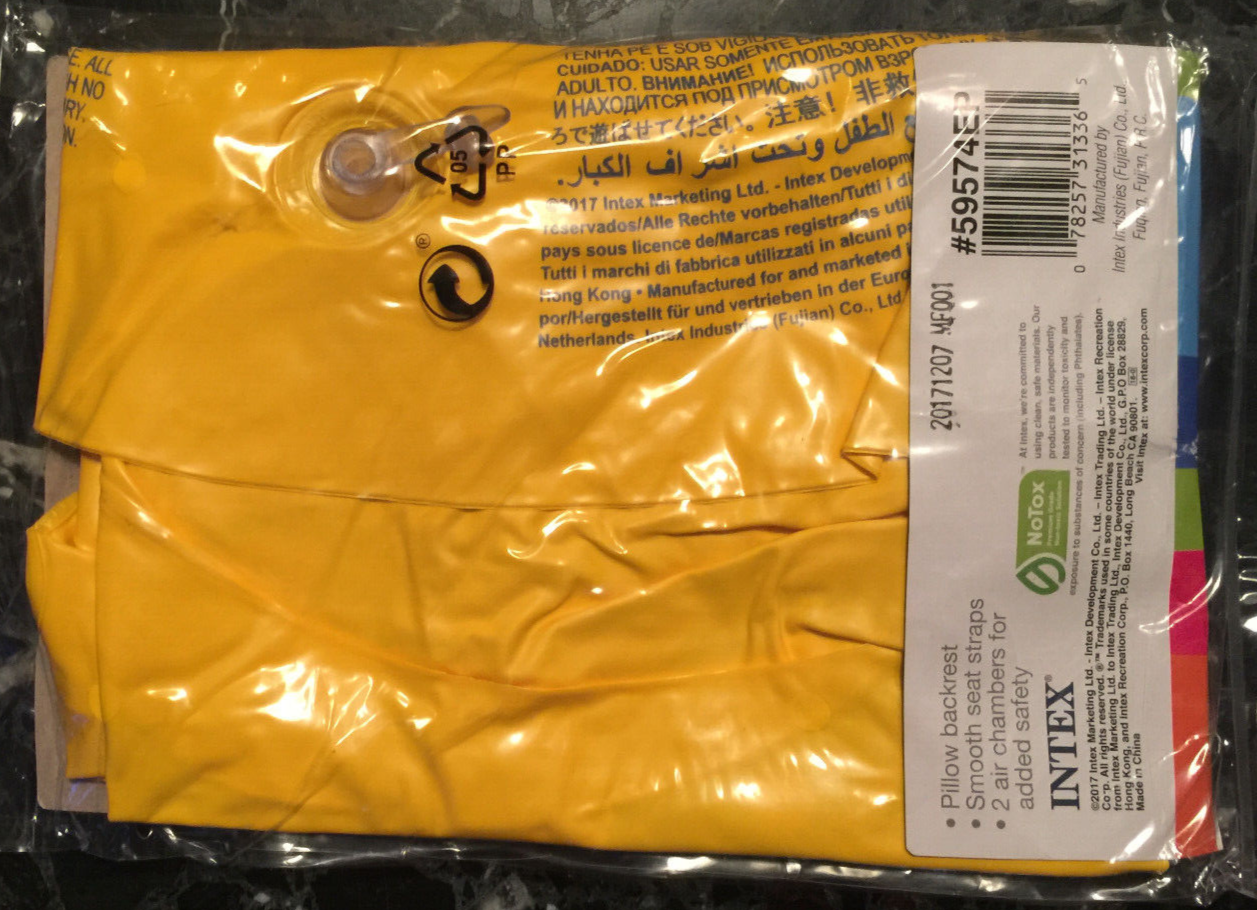 E. ALL
H NO
RY.
N.
TENHA PÉ E SOB
CUIDADO: USAR SOMENTE
ADULTO. ВНИМАНИЕ! ИСПОЛЬЗОВАТЬ
И НАХОДИТСЯ ПОД ПРИСМОТРОМ ВЗР
ろで遊ばせてください。注意! 非救
الطفل وتحت اشر اف الكبار.
©2017 Intex Marketing Ltd. - Intex Developm
reservados/Alle Rechte vorbehalten/Tutti i di
pays sous licence de/Marcas registradas util
Tutti i marchi di fabbrica utilizzati in alcuni pa
Hong Kong • Manufactured for and marketed
por/Hergestellt für und vertrieben in der Euro
Netherlands. Intex Industries (Fujian) Co., Ltd
05
PP
®
#59574EP
0 78257 31336 5
Manufactured by
Intex Industries (Fujian) Co., Ltd.
Fuqing, Fujian, P.R.C.
20171207 MF001
NoTox™
At Intex, we're committed to
using clean, safe materials. Our
products are independently
tested to monitor toxicity and
exposure to substances of concern (including Phthalates).
• Pillow backrest
• Smooth seat straps
• 2 air chambers for
added safety
INTEX®
©2017 Intex Marketing Ltd. - Intex Development Co., Ltd. – Intex Trading Ltd. – Intex Recreation
Corp. All rights reserved. ®™ Trademarks used in some countries of the world under license
from Intex Marketing Ltd. to Intex Trading Ltd., Intex Development Co., Ltd., G.P.O Box 28829,
Hong Kong, and Intex Recreation Corp., P.O. Box 1440, Long Beach CA 90801.
Made in China
Visit Intex at: www.intexcorp.com